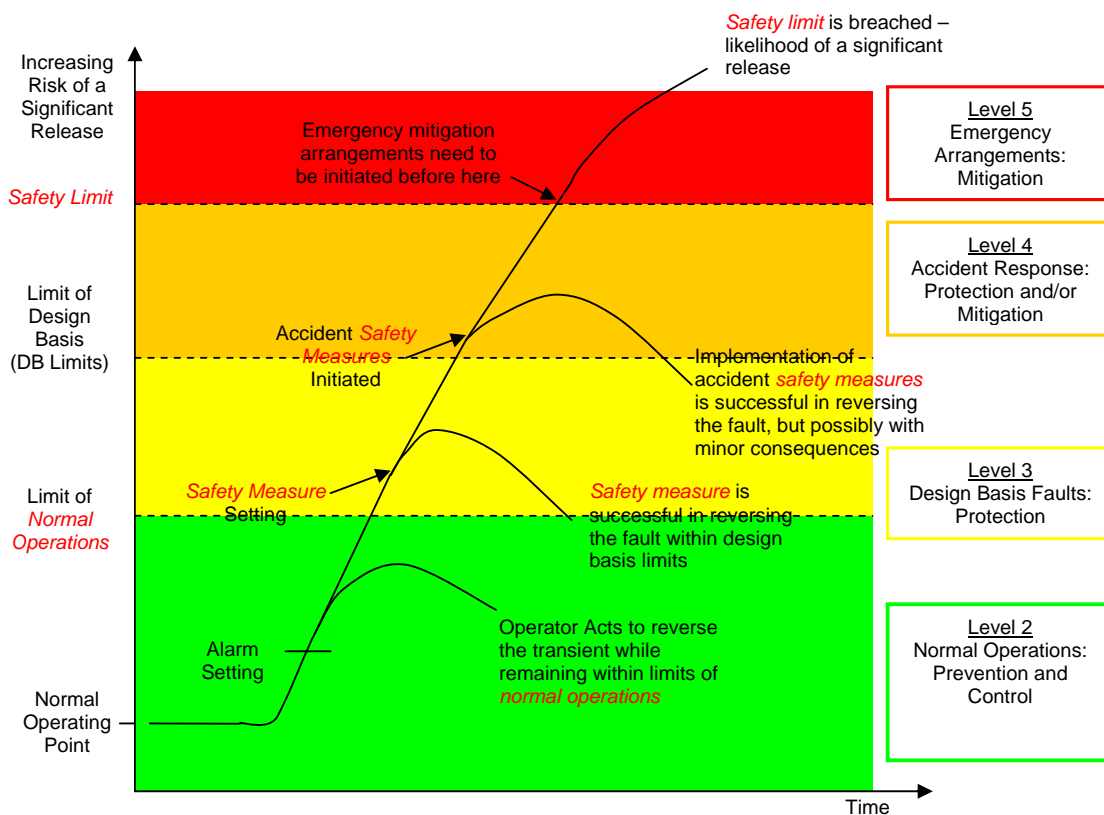 Safety limit is breached –
likelihood of a significant
release
Increasing
Risk of a
Significant
Release
Emergency mitigation
arrangements need to
be initiated before here
Level 5
Emergency
Arrangements:
Mitigation
Safety Limit
Level 4
Accident Response:
Protection and/or
Mitigation
Limit of
Design
Basis
(DB Limits)
Accident Safety
Measures
Initiated
Implementation of
accident safety measures
is successful in reversing
the fault, but possibly with
minor consequences
Level 3
Design Basis Faults:
Protection
Limit of
Normal
Operations
Safety Measure
Setting
Safety measure is
successful in reversing
the fault within design
basis limits
Level 2
Normal Operations:
Prevention and
Control
Alarm
Setting
Operator Acts to reverse
the transient while
remaining within limits of
normal operations
Normal
Operating
Point
Time